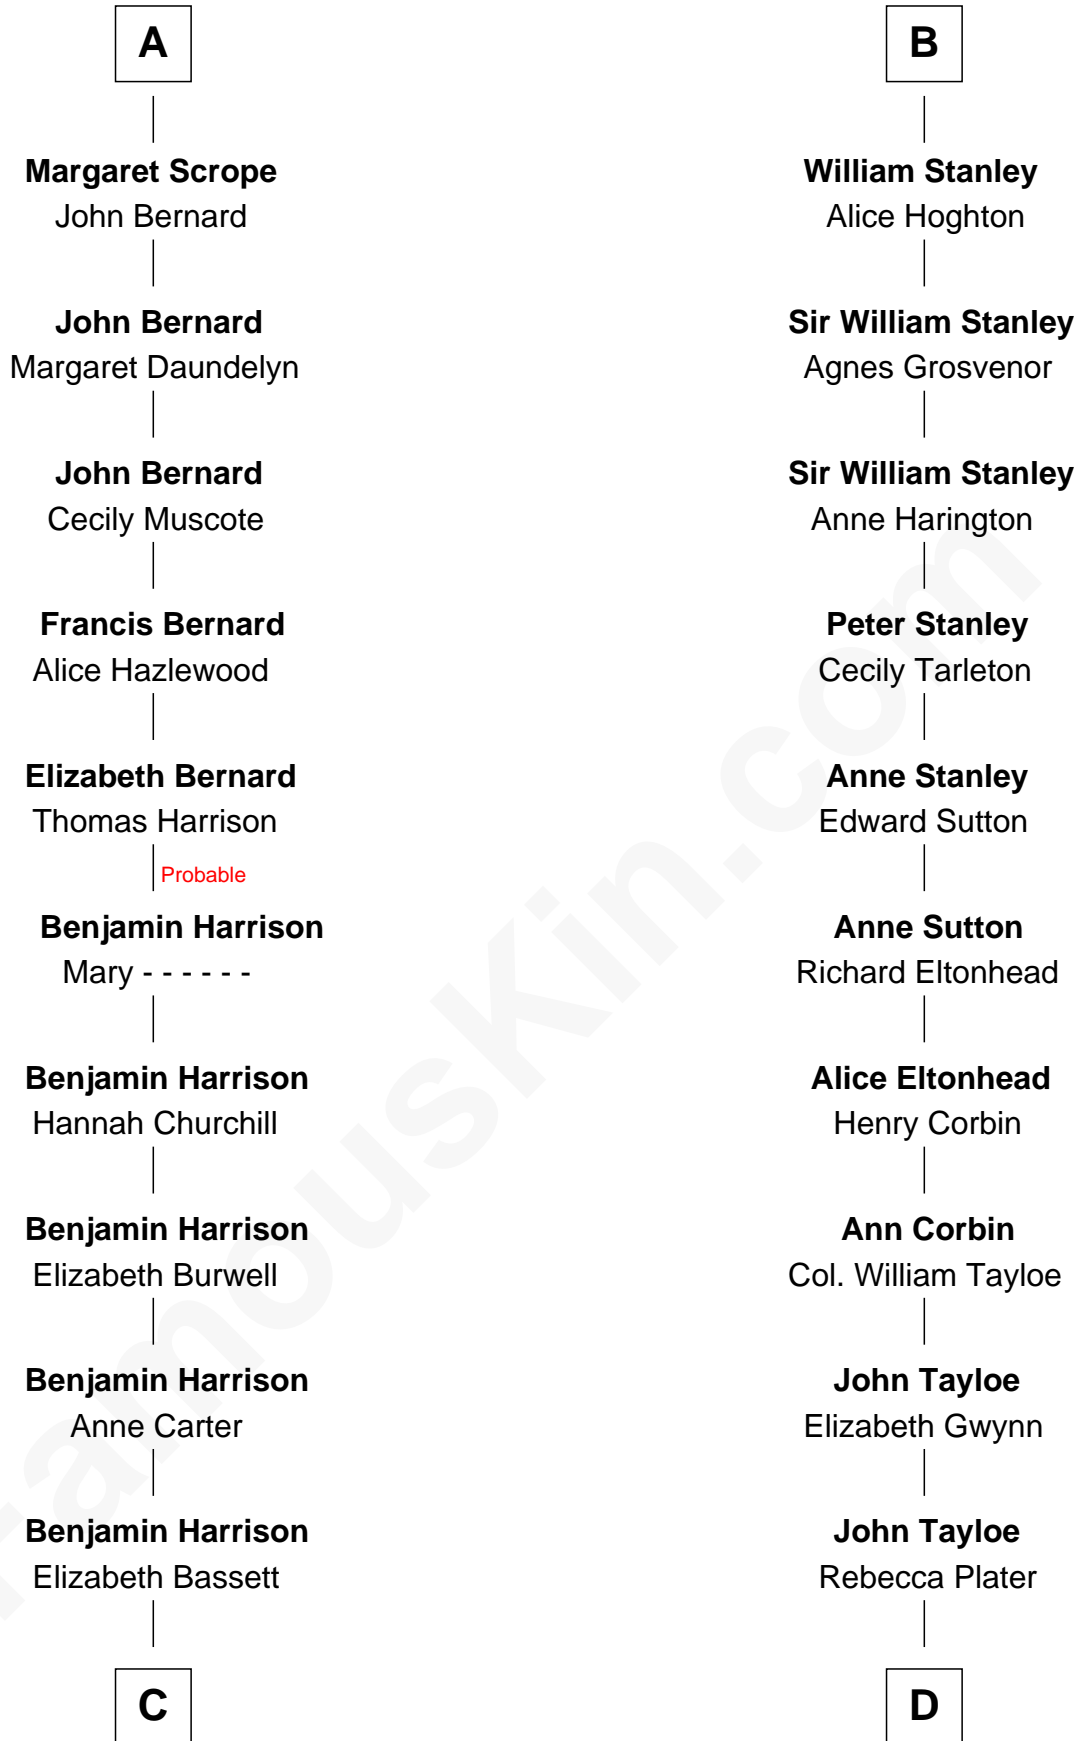 A
Margaret Scrope
John Bernard
John Bernard
Margaret Daundelyn
John Bernard
Cecily Muscote
Francis Bernard
Alice Hazlewood
Elizabeth Bernard
Thomas Harrison
Probable
Benjamin Harrison
Mary - - - - - -
Benjamin Harrison
Hannah Churchill
Benjamin Harrison
Elizabeth Burwell
Benjamin Harrison
Anne Carter
Benjamin Harrison
Elizabeth Bassett
C
B
William Stanley
Alice Hoghton
Sir William Stanley
Agnes Grosvenor
Sir William Stanley
Anne Harington
Peter Stanley
Cecily Tarleton
Anne Stanley
Edward Sutton
Anne Sutton
Richard Eltonhead
Alice Eltonhead
Henry Corbin
Ann Corbin
Col. William Tayloe
John Tayloe
Elizabeth Gwynn
John Tayloe
Rebecca Plater
D
FamousKin.com